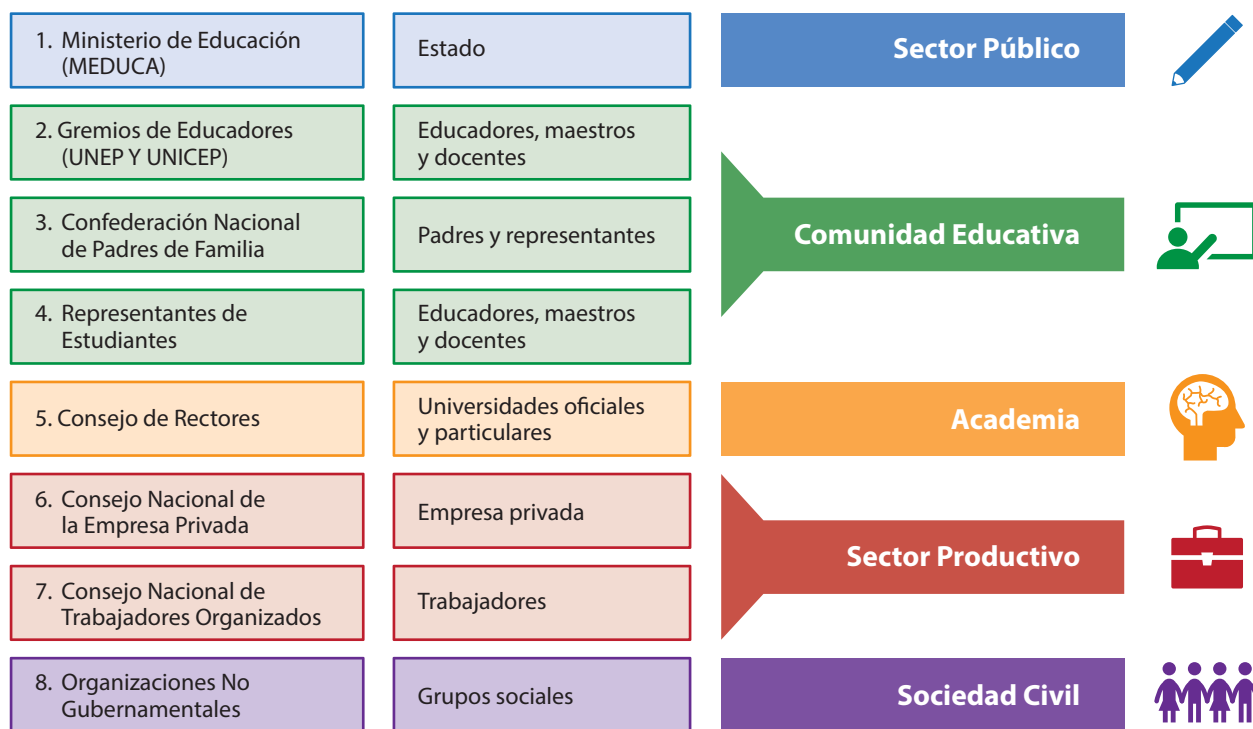 1. Ministerio de Educación
(MEDUCA)
Estado
Sector Público
2. Gremios de Educadores
(UNEP Y UNICEP)
Educadores, maestros
y docentes
3. Confederación Nacional
de Padres de Familia
Padres y representantes
Comunidad Educativa
4. Representantes de
Estudiantes
Educadores, maestros
y docentes
5. Consejo de Rectores
Universidades oficiales
y particulares
Academia
6. Consejo Nacional de
la Empresa Privada
Empresa privada
Sector Productivo
7. Consejo Nacional de
Trabajadores Organizados
Trabajadores
8. Organizaciones No
Gubernamentales
Grupos sociales
Sociedad Civil